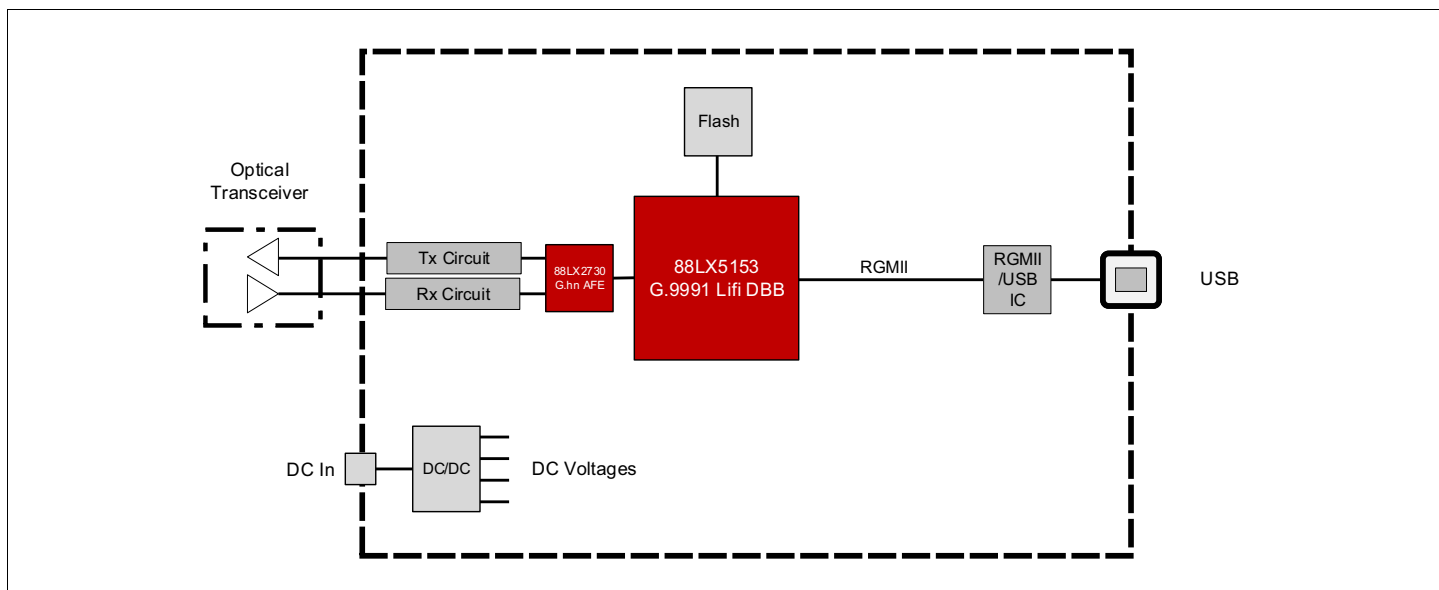 Flash
Optical
Transceiver
Tx Circuit
Rx Circuit
88LX2730
G.hn AFE
88LX5153
G.9991 Lifi DBB
RGMII
RGMII
/USB
IC
USB
DC In
DC/DC
DC Voltages